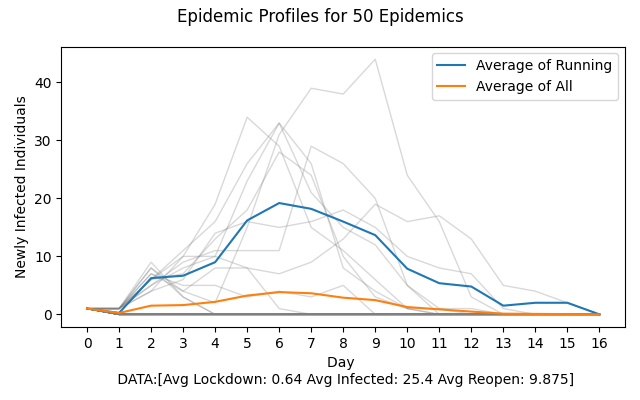 Epidemic Profiles for 50 Epidemics
Average of Running
Average of All
Newly Infected Individuals
40
30
20
10
0
0 1 2 3 4 5 6 7 8 9 10 11 12 13 14 15 16
Day
DATA:[Avg Lockdown: 0.64 Avg Infected: 25.4 Avg Reopen: 9.875]